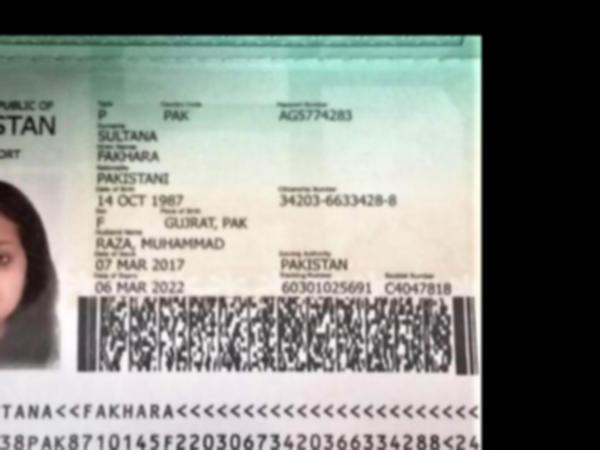 PUBLIC OF
STAN
ORT
Type Country Code Passport Number
P PAK AG5774283
Surname
SULTANA
Given Names
FAKHARA
Nationality
PAKISTANI
Date of Birth Citizenship Number
14 OCT 1987 34203-6633428-8
Sex Place of Birth
F GUJRAT, PAK
Husband Name
RAZA, MUHAMMAD
Date of Issue Issuing Authority
07 MAR 2017 PAKISTAN
Date of Expiry Tracking Number Booklet Number
06 MAR 2022 60301025691 C4047818
TANA<<FAKHARA<<<<<<<<<<<<<<<<<<<<<<<
38PAK8710145F22030673420366334288<24